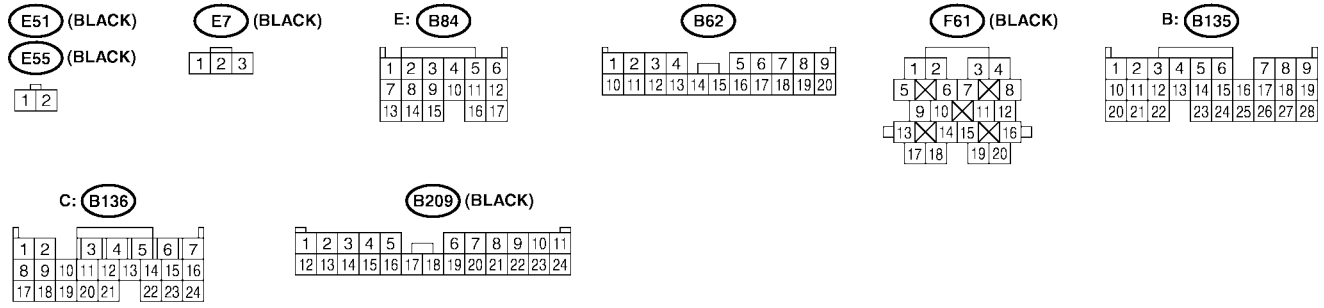 E51 (BLACK) E7 (BLACK) E: B84 B62 F61 (BLACK) B: B135
E55 (BLACK)
1 2
1 2 3
1 2 3 4 5 6
7 8 9 10 11 12
13 14 15 16 17
1 2 3 4 5 6 7 8 9
10 11 12 13 14 15 16 17 18 19 20
1 2 3 4
5 6 7 8
9 10 11 12
13 14 15 16
17 18 19 20
1 2 3 4 5 6 7 8 9
10 11 12 13 14 15 16 17 18 19
20 21 22 23 24 25 26 27 28
C: B136 B209 (BLACK)
1 2 3 4 5 6 7
8 9 10 11 12 13 14 15 16
17 18 19 20 21 22 23 24
1 2 3 4 5 6 7 8 9 10 11
12 13 14 15 16 17 18 19 20 21 22 23 24